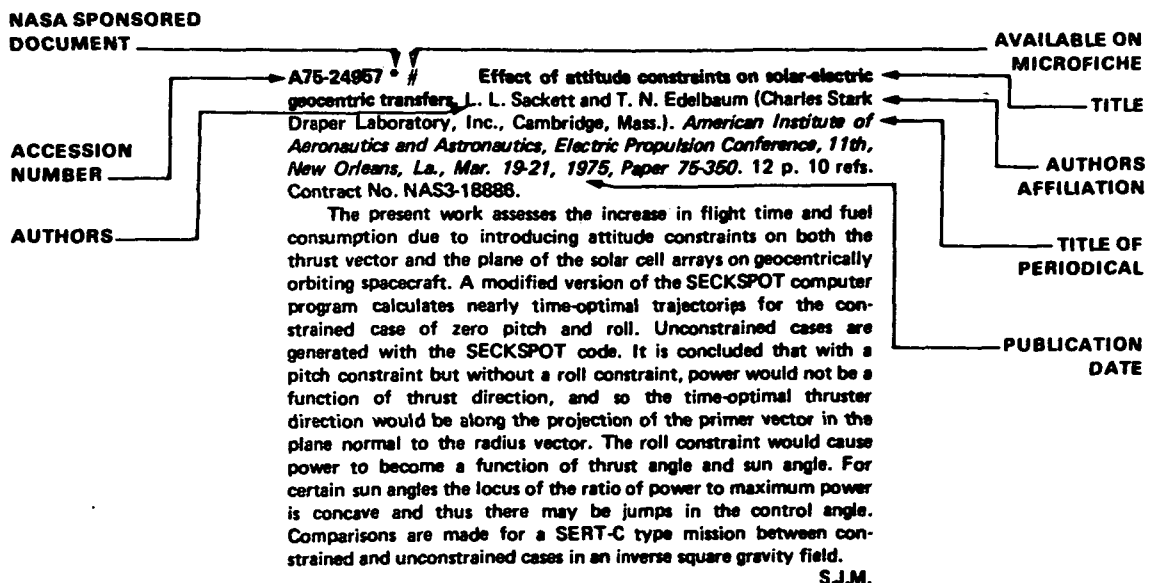 NASA SPONSORED
DOCUMENT
AVAILABLE ON
MICROFICHE
A75-24957 * # Effect of attitude constraints on solar-electric
TITLE
geocentric transfers. L. L. Sackett and T. N. Edelbaum (Charles Stark
Draper Laboratory, Inc., Cambridge, Mass.). American Institute of
Aeronautics and Astronautics, Electric Propulsion Conference, 11th,
New Orleans, La., Mar. 19-21, 1975, Paper 75-350. 12 p. 10 refs.
Contract No. NAS3-18886.
ACCESSION
NUMBER
AUTHORS
AFFILIATION
AUTHORS
TITLE OF
PERIODICAL
The present work assesses the increase in flight time and fuel
consumption due to introducing attitude constraints on both the
thrust vector and the plane of the solar cell arrays on geocentrically
orbiting spacecraft. A modified version of the SECKSPOT computer
program calculates nearly time-optimal trajectories for the con-
strained case of zero pitch and roll. Unconstrained cases are
generated with the SECKSPOT code. It is concluded that with a
pitch constraint but without a roll constraint, power would not be a
function of thrust direction, and so the time-optimal thruster
direction would be along the projection of the primer vector in the
plane normal to the radius vector. The roll constraint would cause
power to become a function of thrust angle and sun angle. For
certain sun angles the locus of the ratio of power to maximum power
is concave and thus there may be jumps in the control angle.
Comparisons are made for a SERT-C type mission between con-
strained and unconstrained cases in an inverse square gravity field.
S.J.M.
PUBLICATION
DATE